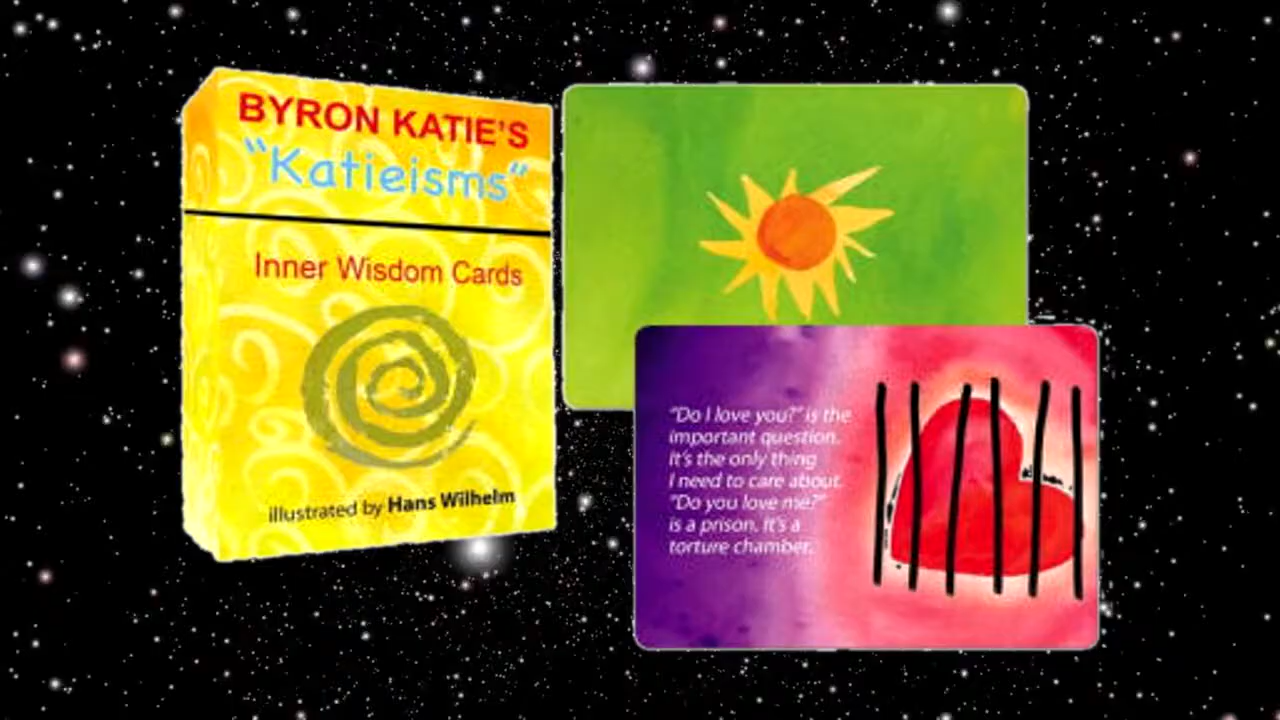 BYRON KATIE'S
"Katieisms"
Inner Wisdom Cards
illustrated by Hans Wilhelm
"Do I love you?" is the
important question.
It's the only thing
I need to care about.
"Do you love me?"
is a prison. It's a
torture chamber.